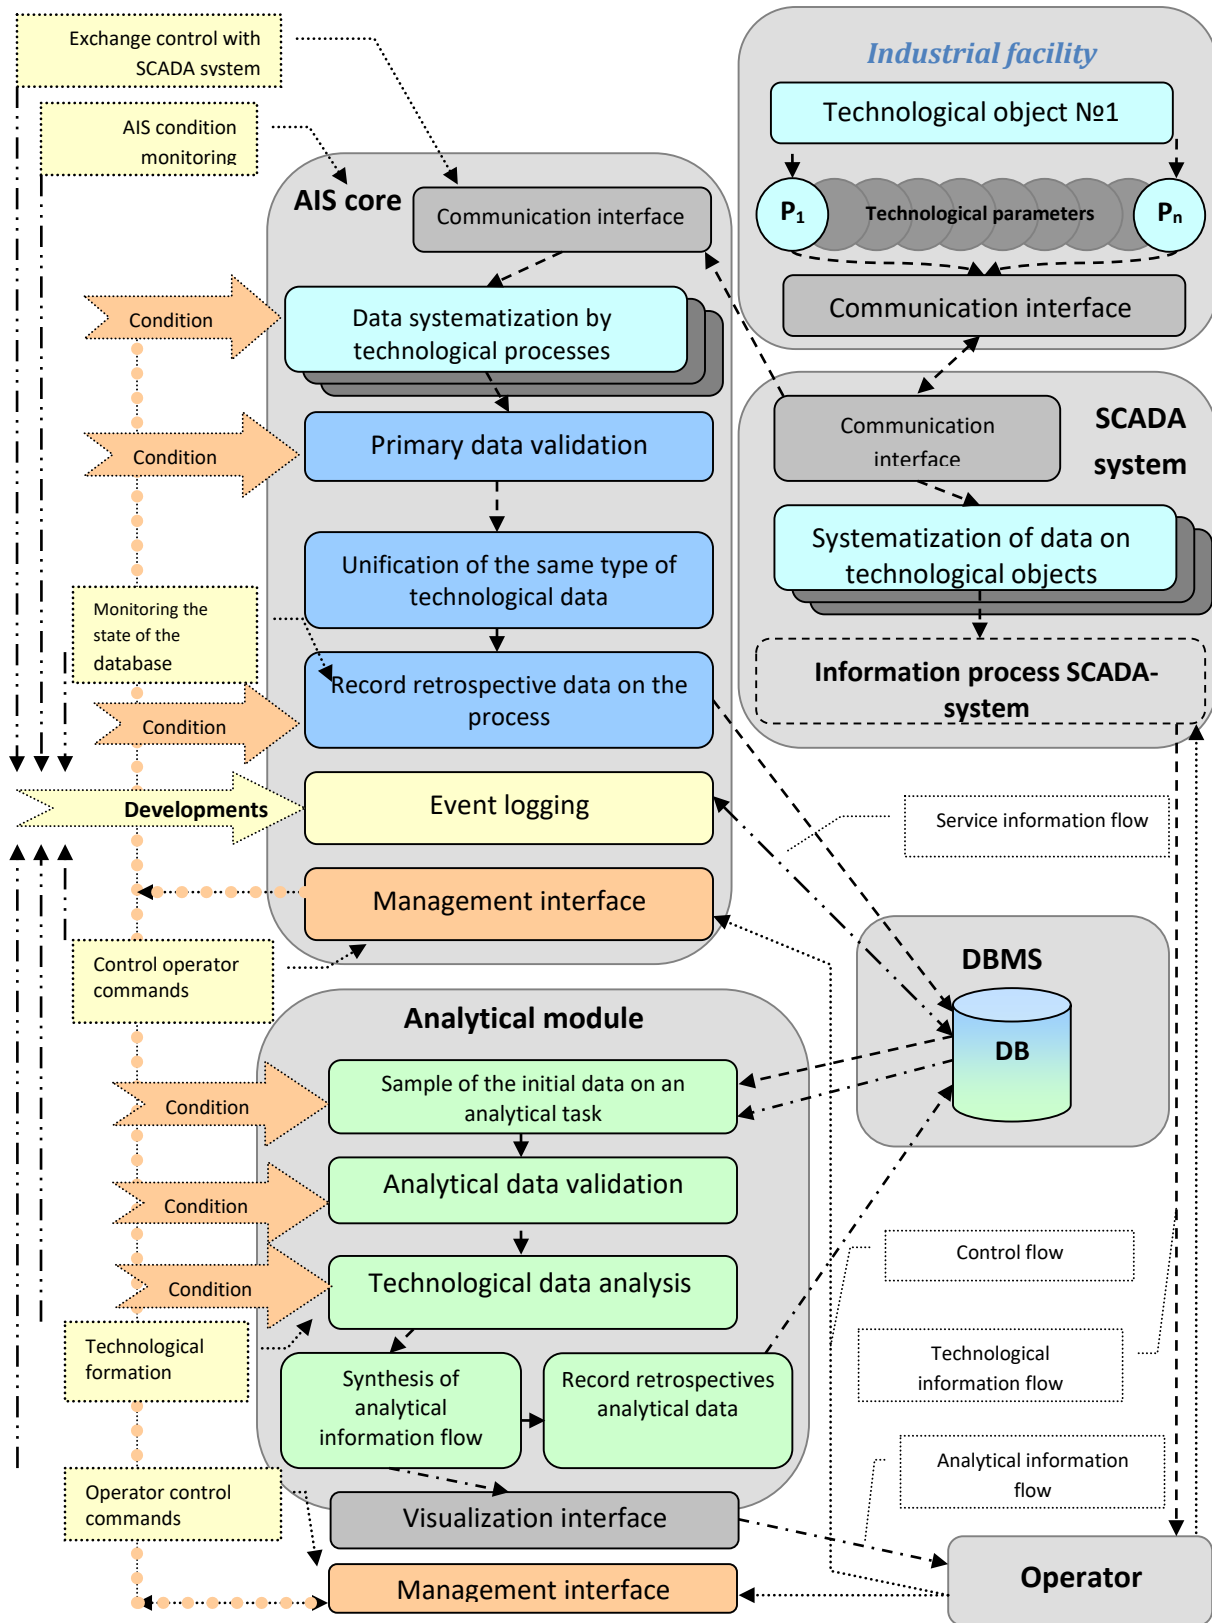 Exchange control with
SCADA system
AIS condition
monitoring
AIS core
Communication interface
Condition
Data systematization by
technological processes
Condition
Primary data validation
Unification of the same type of
technological data
Monitoring the
state of the
database
Record retrospective data on the
process
Condition
Developments
Event logging
Management interface
Control operator
commands
Industrial facility
Technological object №1
P1
Technological parameters
Pn
Communication interface
Communication
interface
SCADA
system
Systematization of data on
technological objects
Information process SCADA-
system
Service information flow
DBMS
DB
Analytical module
Condition
Sample of the initial data on an
analytical task
Condition
Analytical data validation
Condition
Technological data analysis
Technological
formation
Synthesis of
analytical
information flow
Record retrospectives
analytical data
Operator control
commands
Visualization interface
Management interface
Control flow
Technological
information flow
Analytical information
flow
Operator